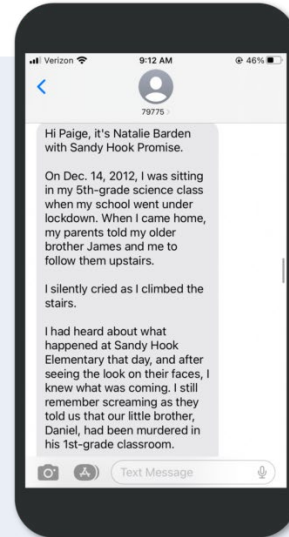 Verizon 9:12 AM 46%
79775 >
Hi Paige, it's Natalie Barden
with Sandy Hook Promise.
On Dec. 14, 2012, I was sitting
in my 5th-grade science class
when my school went under
lockdown. When I came home,
my parents told my older
brother James and me to
follow them upstairs.
I silently cried as I climbed the
stairs.
I had heard about what
happened at Sandy Hook
Elementary that day, and after
seeing the look on their faces, I
knew what was coming. I still
remember screaming as they
told us that our little brother,
Daniel, had been murdered in
his 1st-grade classroom.
Text Message